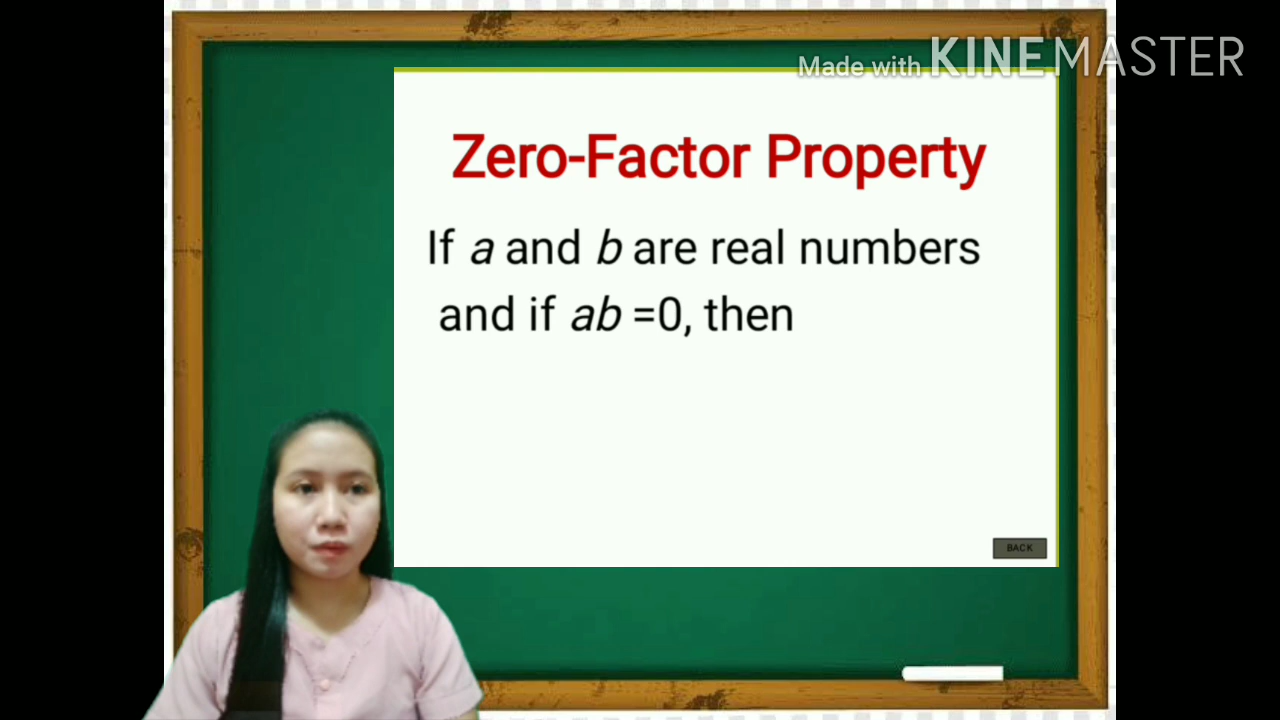 Made with KINEMASTER
Zero-Factor Property
If a and b are real numbers
and if ab =0, then
BACK